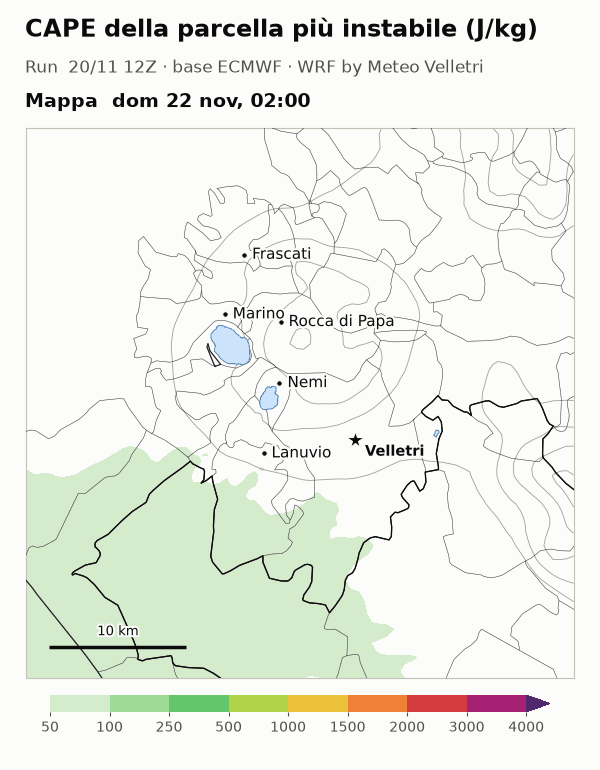 CAPE della parcella più instabile (J/kg)
Run  20/11 12Z · base ECMWF · WRF by Meteo Velletri
Mappa  dom 22 nov, 02:00
Frascati
Marino
Rocca di Papa
Nemi
Velletri
Lanuvio
10 km
50 100 250 500 1000 1500 2000 3000 4000